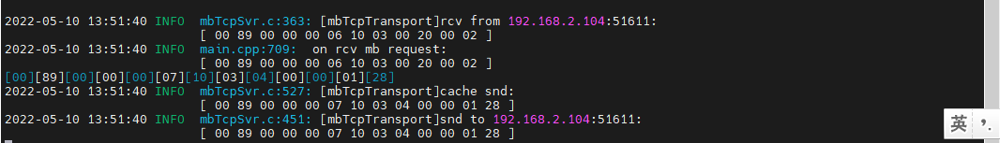 2022-05-10 13:51:40 INFO  mbTcpSvr.c:363: [mbTcpTransport]rcv from 192.168.2.104:51611:
[ 00 89 00 00 00 06 10 03 00 20 00 02 ]
2022-05-10 13:51:40 INFO  main.cpp:709:  on rcv mb request:
[ 00 89 00 00 00 06 10 03 00 20 00 02 ]
[00][89][00][00][00][07][10][03][04][00][00][01][28]
2022-05-10 13:51:40 INFO  mbTcpSvr.c:527: [mbTcpTransport]cache snd:
[ 00 89 00 00 00 07 10 03 04 00 00 01 28 ]
2022-05-10 13:51:40 INFO  mbTcpSvr.c:451: [mbTcpTransport]snd to 192.168.2.104:51611:
[ 00 89 00 00 00 07 10 03 04 00 00 01 28 ]
英 ’.